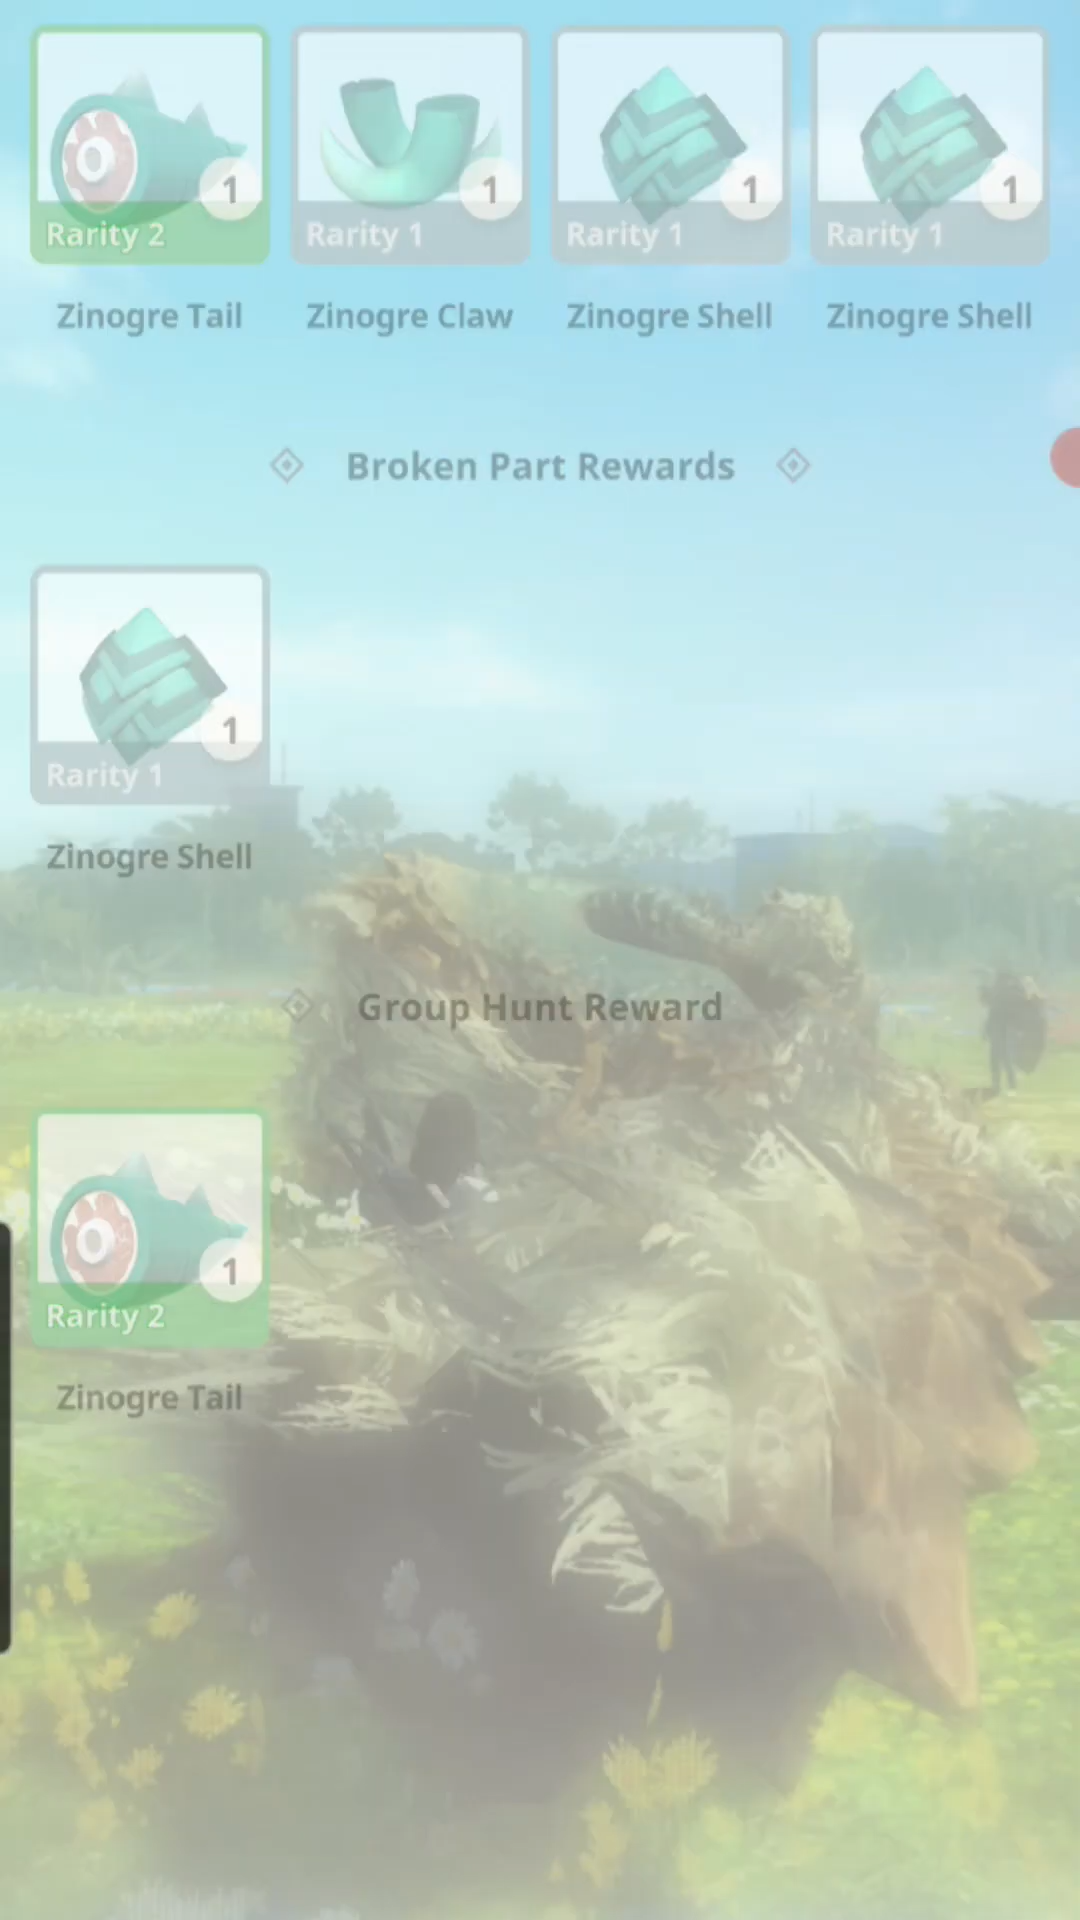 1 1 1 1
Rarity 2 Rarity 1 Rarity 1 Rarity 1
Zinogre Tail Zinogre Claw Zinogre Shell Zinogre Shell
Broken Part Rewards
1
Rarity 1
Zinogre Shell
Group Hunt Reward
1
Rarity 2
Zinogre Tail